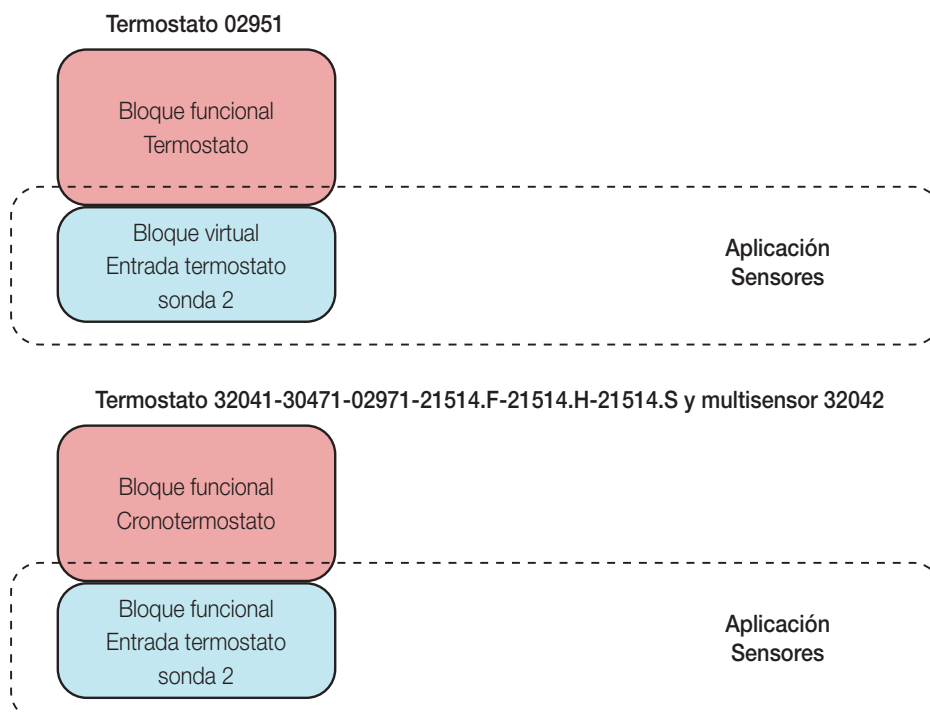 Termostato 02951
Bloque funcional
Termostato
Bloque virtual
Entrada termostato
sonda 2
Aplicación
Sensores
Termostato 32041-30471-02971-21514.F-21514.H-21514.S y multisensor 32042
Bloque funcional
Cronotermostato
Bloque funcional
Entrada termostato
sonda 2
Aplicación
Sensores